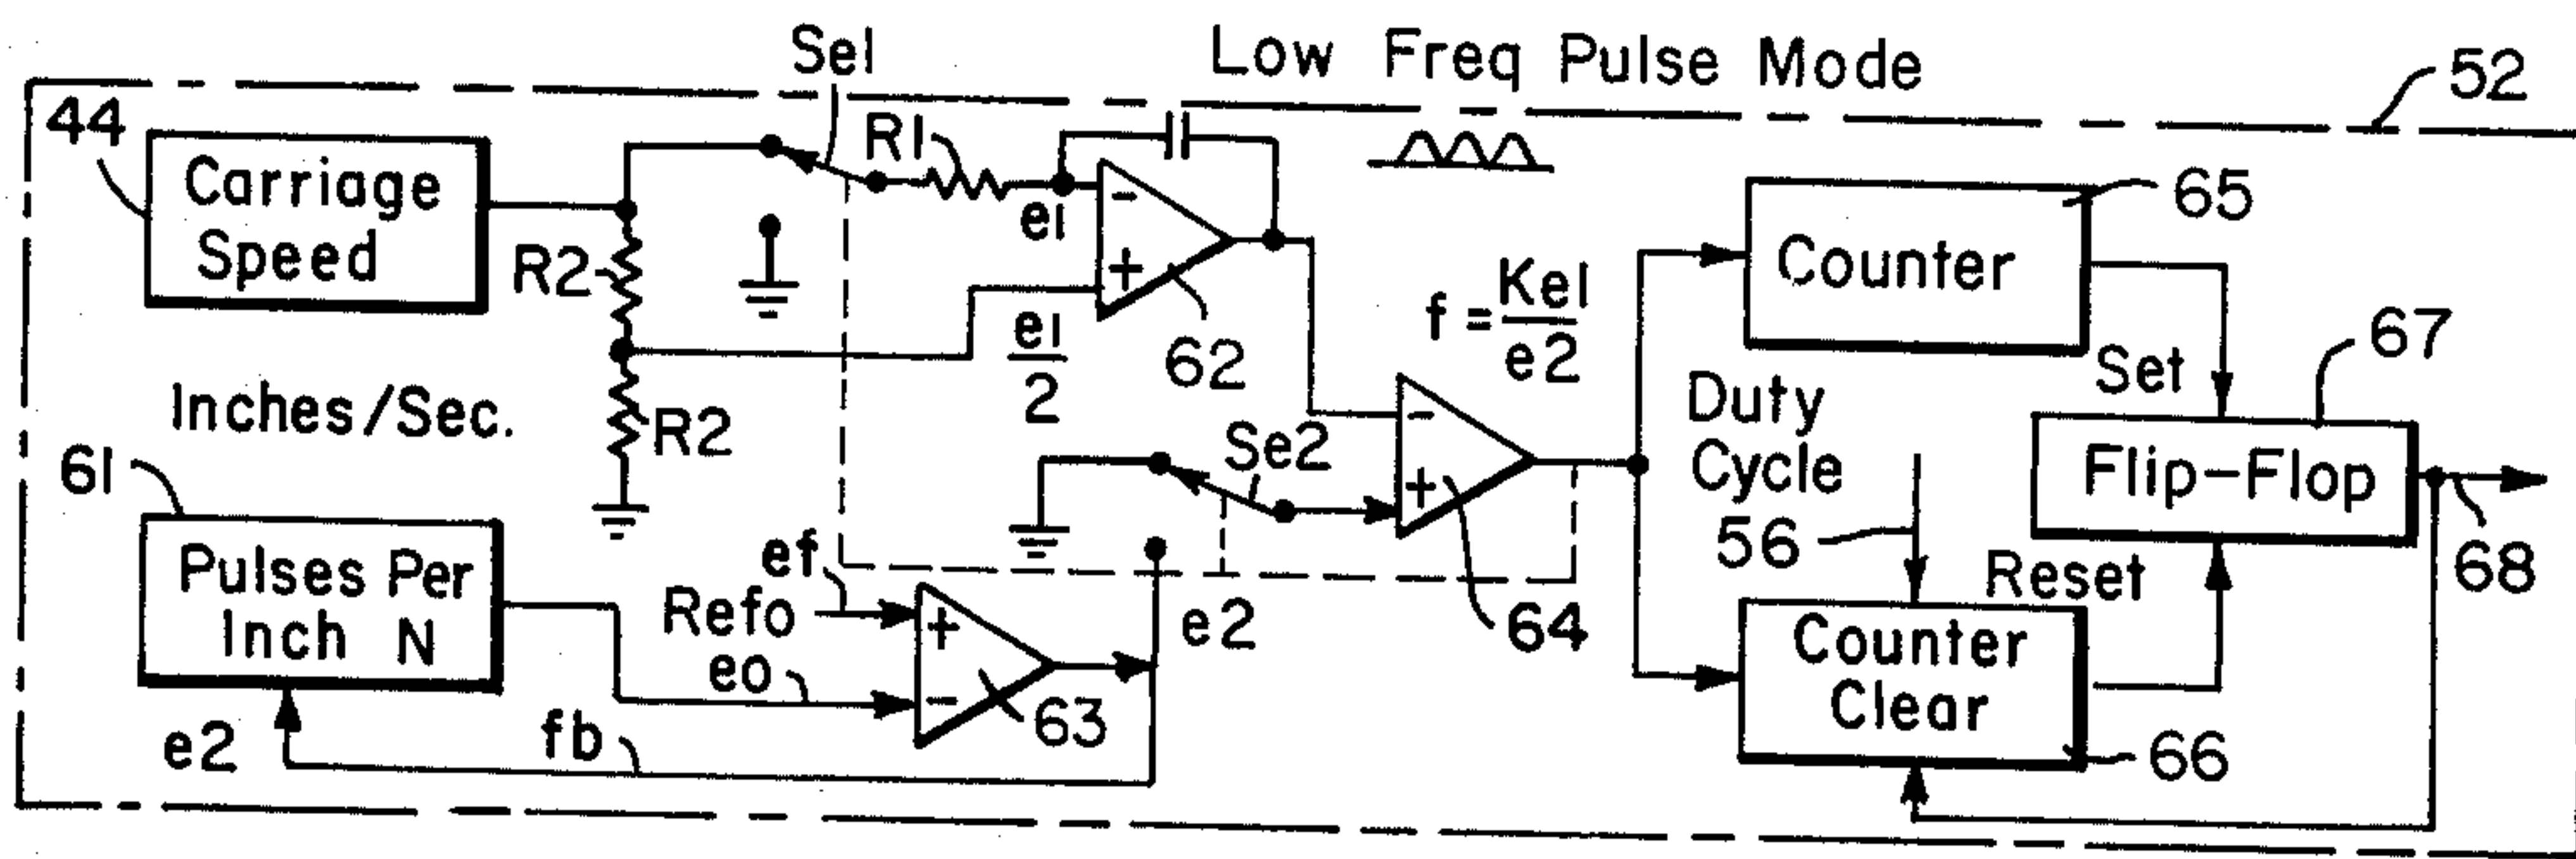 Low Freq Pulse Mode
52
44
Carriage
Speed
Sel
R1
e1
R2
e1
2
62
Inches/Sec.
R2
61
Pulses Per
Inch N
e2
fb
ef
Refo
eo
63
e2
Se2
64
f = Kel
e2
Counter
65
Set
67
Flip-Flop
68
Duty
Cycle
56
Reset
Counter
Clear
66